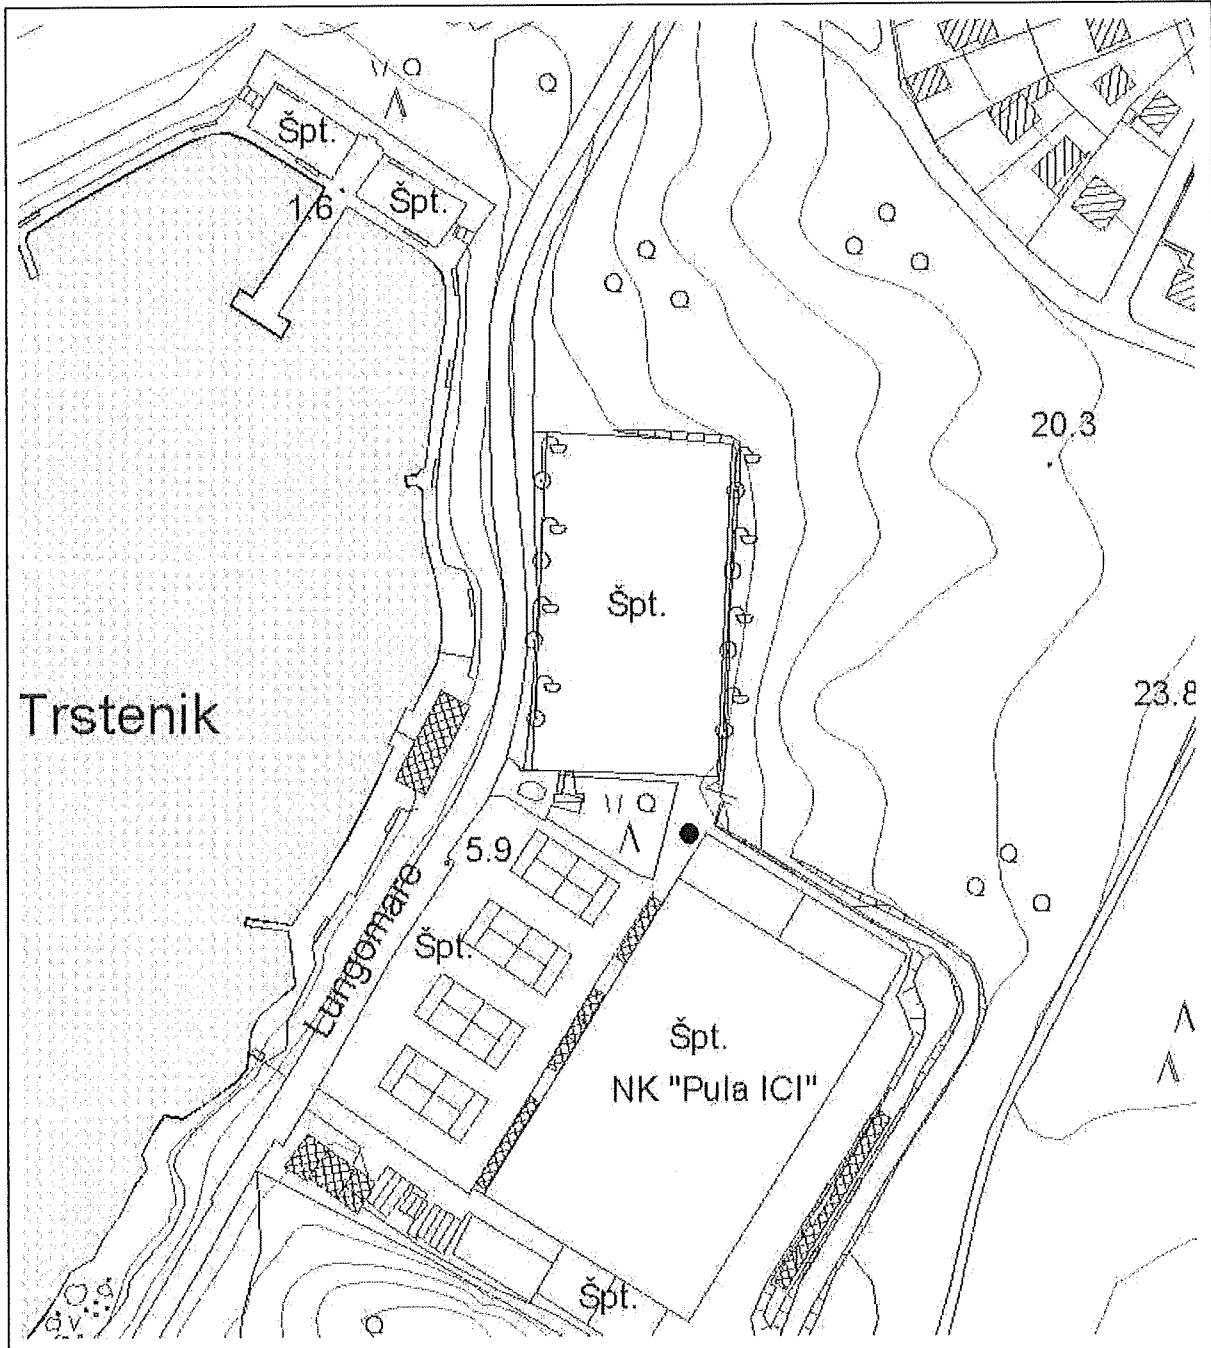 Špt.
Špt.
1.6
20.3
Špt.
23.8
Trstenik
5.9
Lungomare
Špt.
Špt.
NK "Pula ICI"
Špt.